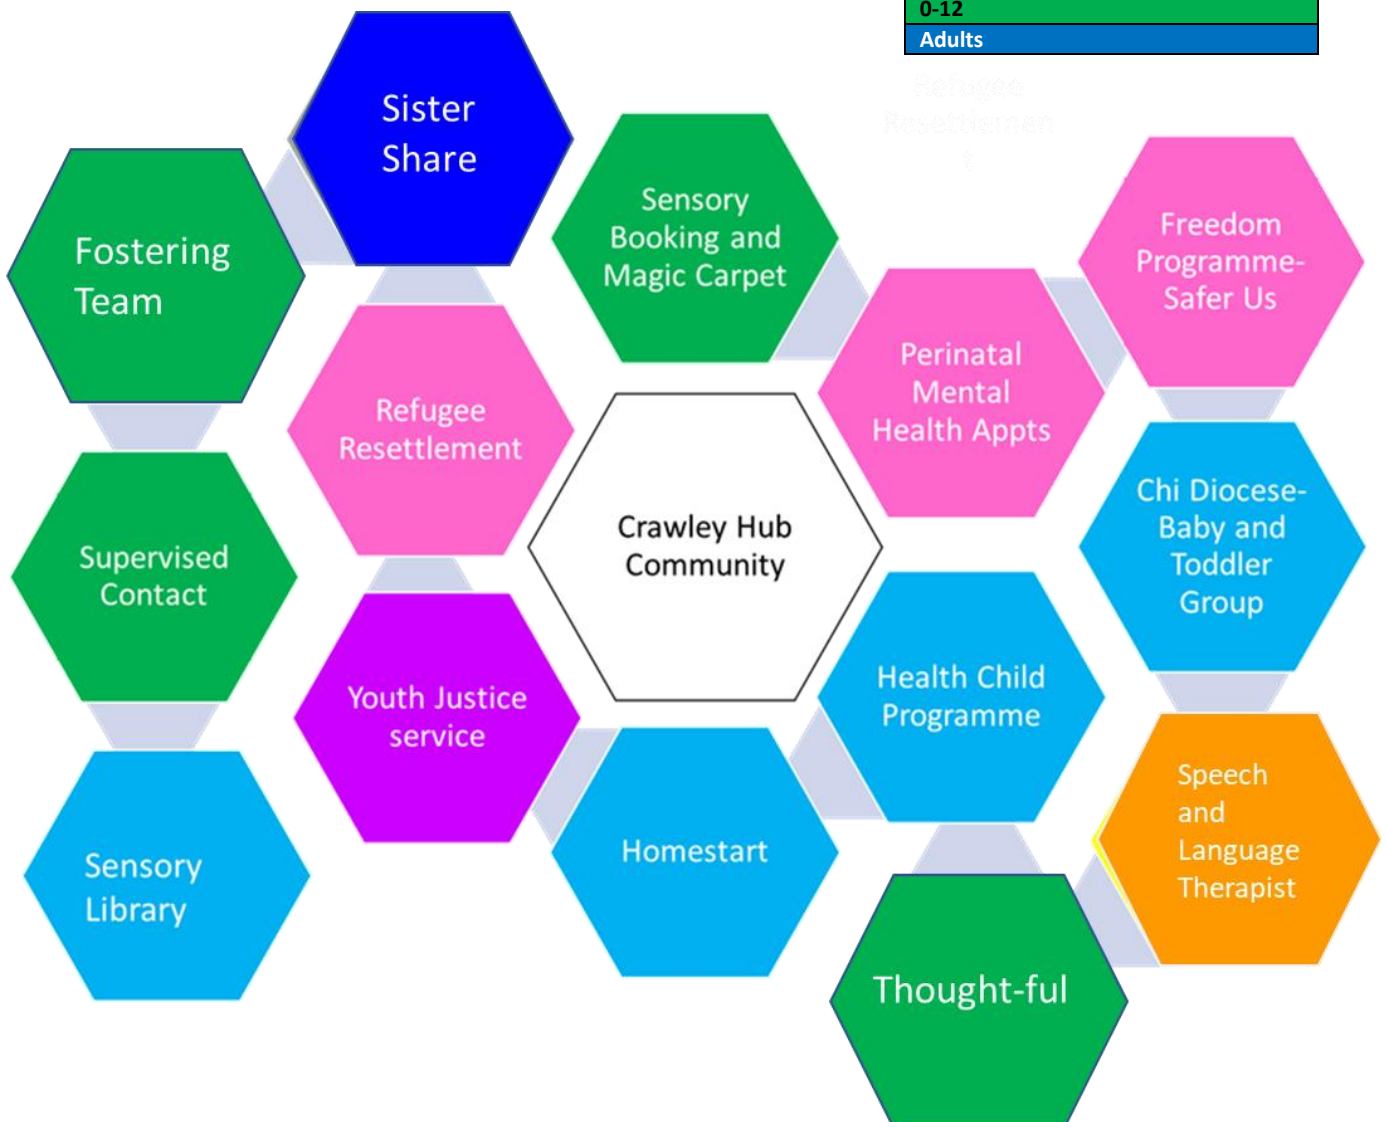 0-12
Adults
Refugee
Resettlemen
t
Sister
Share
Fostering
Team
Sensory
Booking and
Magic Carpet
Freedom
Programme-
Safer Us
Perinatal
Mental
Health Appts
Refugee
Resettlement
Crawley Hub
Community
Chi Diocese-
Baby and
Toddler
Group
Supervised
Contact
Youth Justice
service
Health Child
Programme
Speech
and
Language
Therapist
Homestart
Sensory
Library
Thought-ful